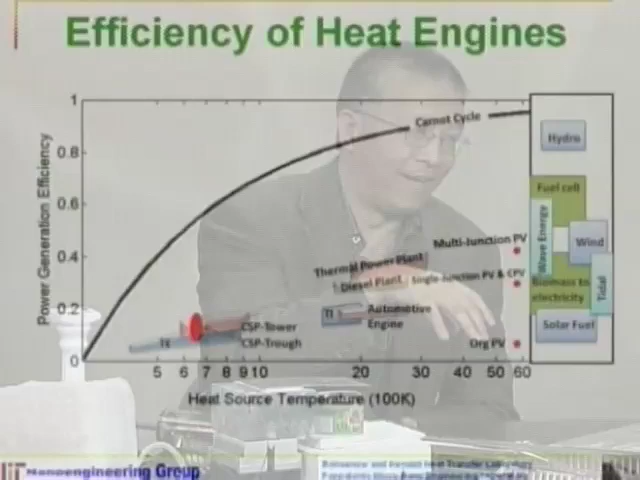 Efficiency of Heat Engines
1
0.8
0.6
0.4
0.2
0
Power Generation Efficiency
Carnot Cycle
Multi-Junction PV
Thermal Power Plant
Diesel Plant
Single-Junction PV & CPV
TI
Automotive
Engine
CSP-Tower
CSP-Trough
TE
Org PV
Hydro
Fuel cell
Wave Energy
Wind
Biomass to
electricity
Tidal
Solar Fuel
5 6 7 8 9 10 20 30 40 50 60
Heat Source Temperature (100K)
Nanoengineering Group